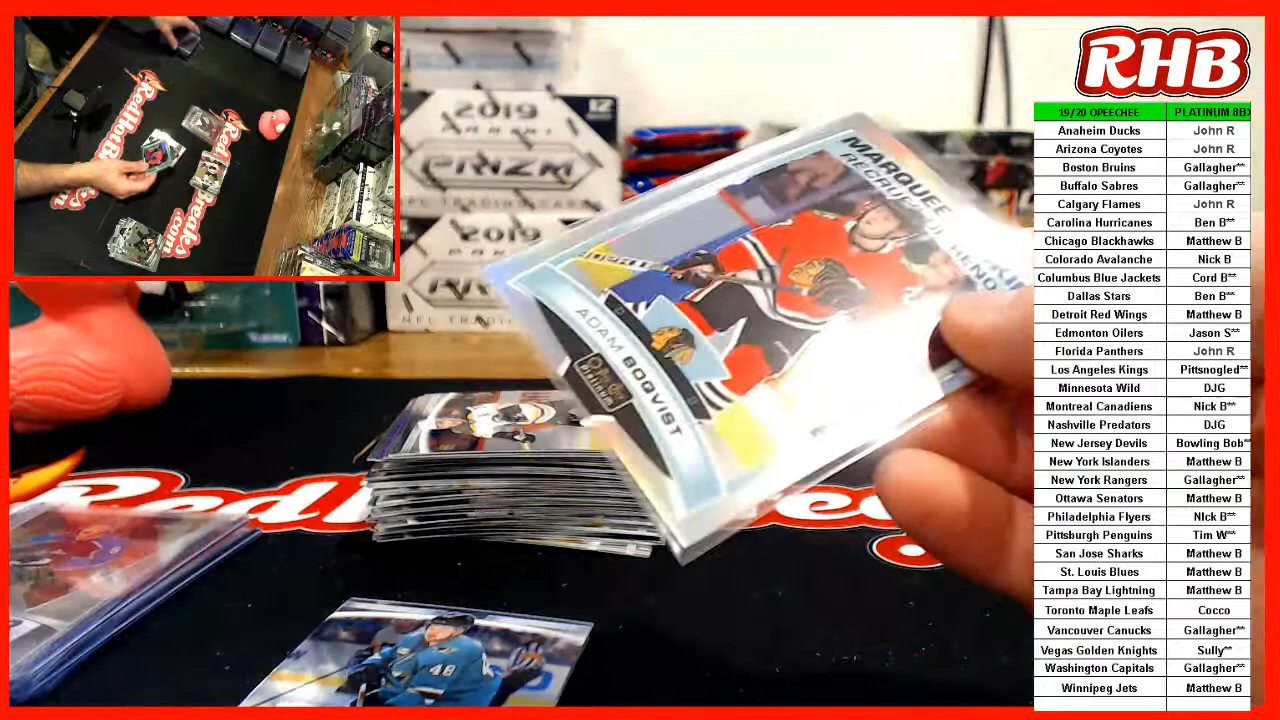 RHB
19/20 OPEECHEE PLATINUM 8BX
Anaheim Ducks John R
Arizona Coyotes John R
Boston Bruins Gallagher**
Buffalo Sabres Gallagher**
Calgary Flames John R
Carolina Hurricanes Ben B**
Chicago Blackhawks Matthew B
Colorado Avalanche Nick B
Columbus Blue Jackets Cord B**
Dallas Stars Ben B**
Detroit Red Wings Matthew B
Edmonton Oilers Jason S**
Florida Panthers John R
Los Angeles Kings Pittsnogled**
Minnesota Wild DJG
Montreal Canadiens Nick B**
Nashville Predators DJG
New Jersey Devils Bowling Bob**
New York Islanders Matthew B
New York Rangers Gallagher**
Ottawa Senators Matthew B
Philadelphia Flyers NIck B**
Pittsburgh Penguins Tim W**
San Jose Sharks Matthew B
St. Louis Blues Matthew B
Tampa Bay Lightning Matthew B
Toronto Maple Leafs Cocco
Vancouver Canucks Gallagher**
Vegas Golden Knights Sully**
Washington Capitals Gallagher**
Winnipeg Jets Matthew B
2019
PANINI
PRIZM
12
2019
MARQUEE
ADAM BOQVIST
D
PLATINUM
48
Breaks.com